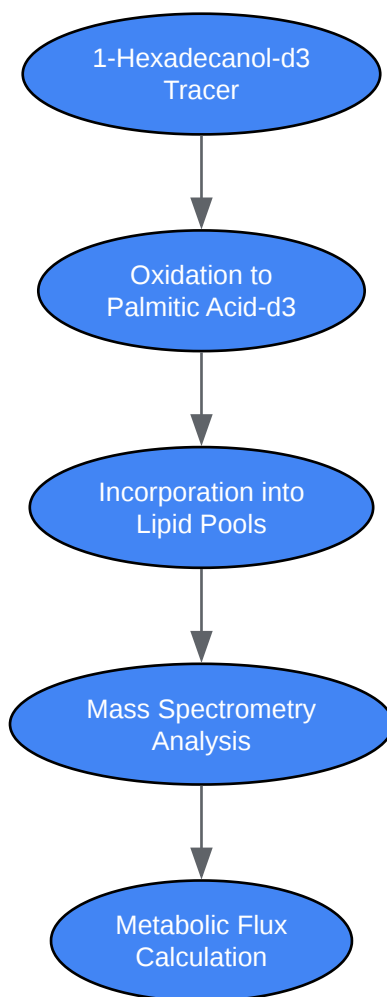 1-Hexadecanol-d3
Tracer
Oxidation to
Palmitic Acid-d3
Incorporation into
Lipid Pools
Mass Spectrometry
Analysis
Metabolic Flux
Calculation